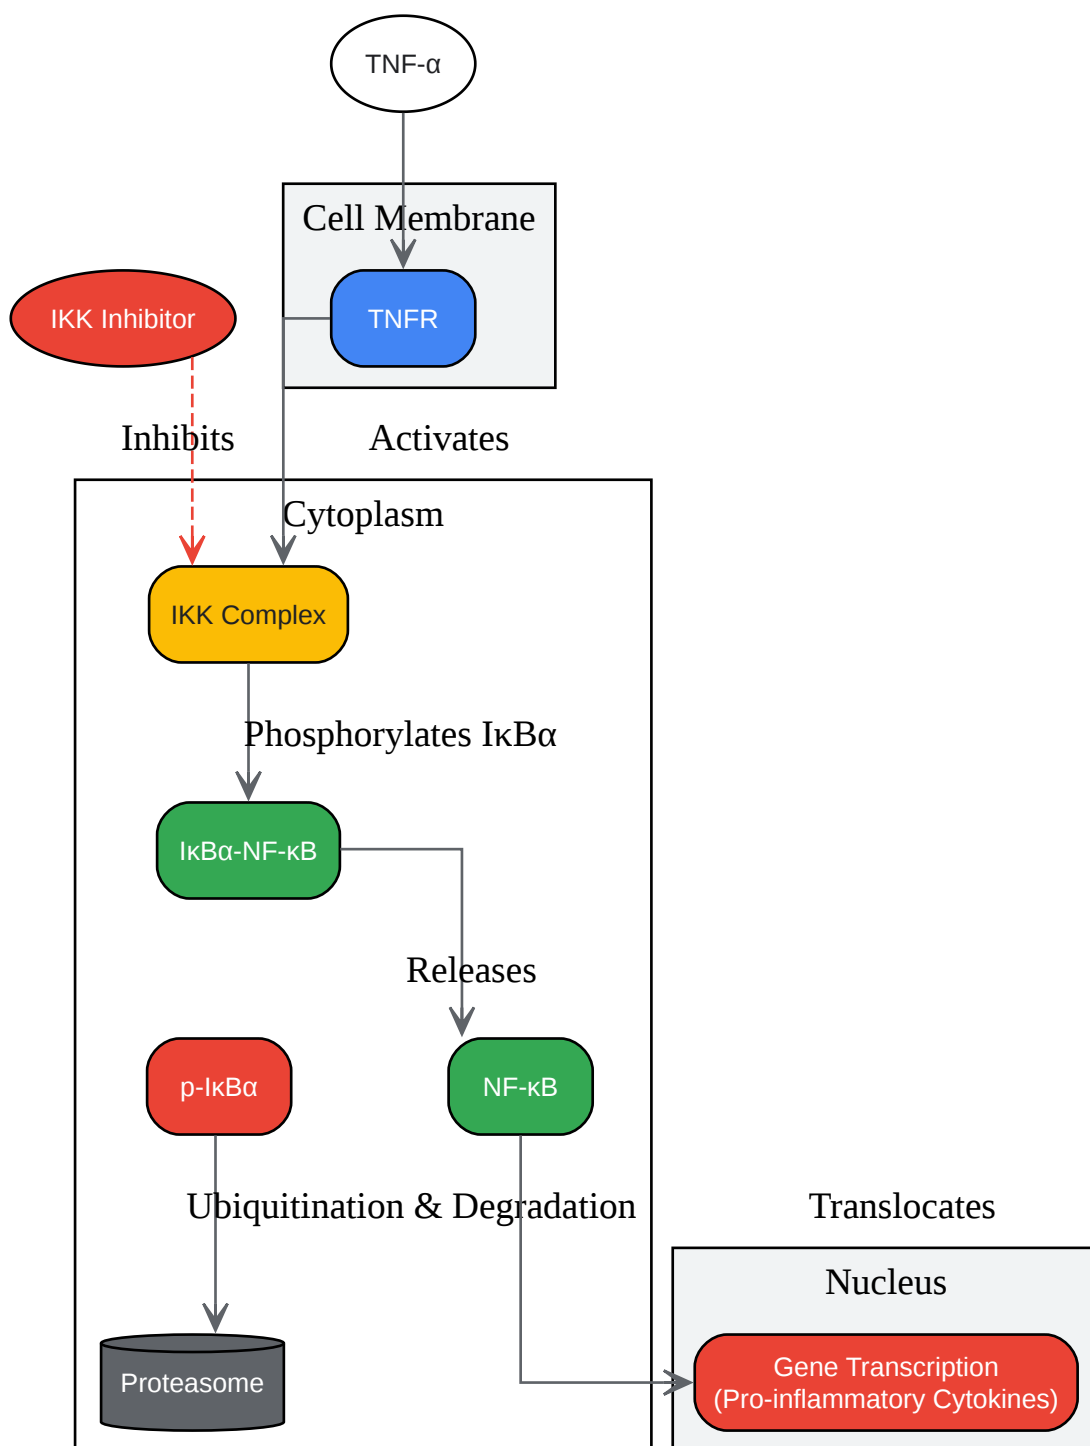 TNF-α
Cell Membrane
IKK Inhibitor
TNFR
Inhibits
Activates
Cytoplasm
IKK Complex
Phosphorylates IκBα
IκBα-NF-κB
Releases
p-IκBα
NF-κB
Ubiquitination & Degradation
Translocates
Nucleus
Proteasome
Gene Transcription
(Pro-inflammatory Cytokines)